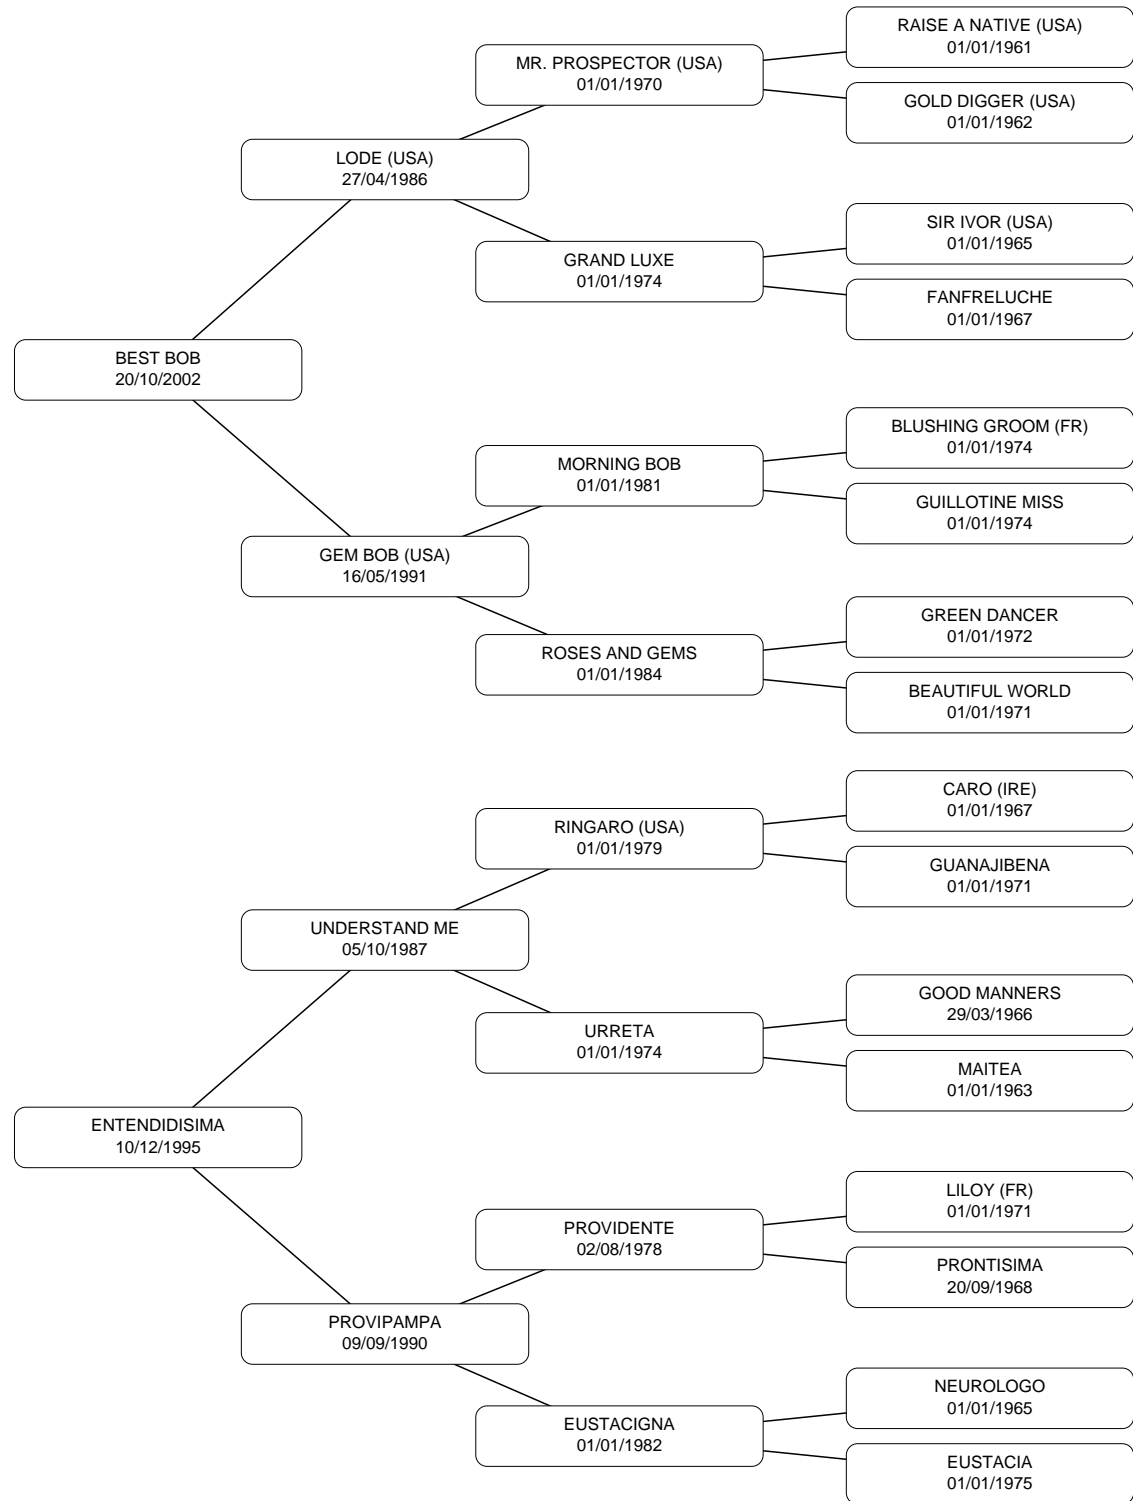 RAISE A NATIVE (USA)
01/01/1961
MR. PROSPECTOR (USA)
01/01/1970
GOLD DIGGER (USA)
01/01/1962
LODE (USA)
27/04/1986
SIR IVOR (USA)
01/01/1965
GRAND LUXE
01/01/1974
FANFRELUCHE
01/01/1967
BEST BOB
20/10/2002
BLUSHING GROOM (FR)
01/01/1974
MORNING BOB
01/01/1981
GUILLOTINE MISS
01/01/1974
GEM BOB (USA)
16/05/1991
GREEN DANCER
01/01/1972
ROSES AND GEMS
01/01/1984
BEAUTIFUL WORLD
01/01/1971
CARO (IRE)
01/01/1967
RINGARO (USA)
01/01/1979
GUANAJIBENA
01/01/1971
UNDERSTAND ME
05/10/1987
GOOD MANNERS
29/03/1966
URRETA
01/01/1974
MAITEA
01/01/1963
ENTENDIDISIMA
10/12/1995
LILOY (FR)
01/01/1971
PROVIDENTE
02/08/1978
PRONTISIMA
20/09/1968
PROVIPAMPA
09/09/1990
NEUROLOGO
01/01/1965
EUSTACIGNA
01/01/1982
EUSTACIA
01/01/1975